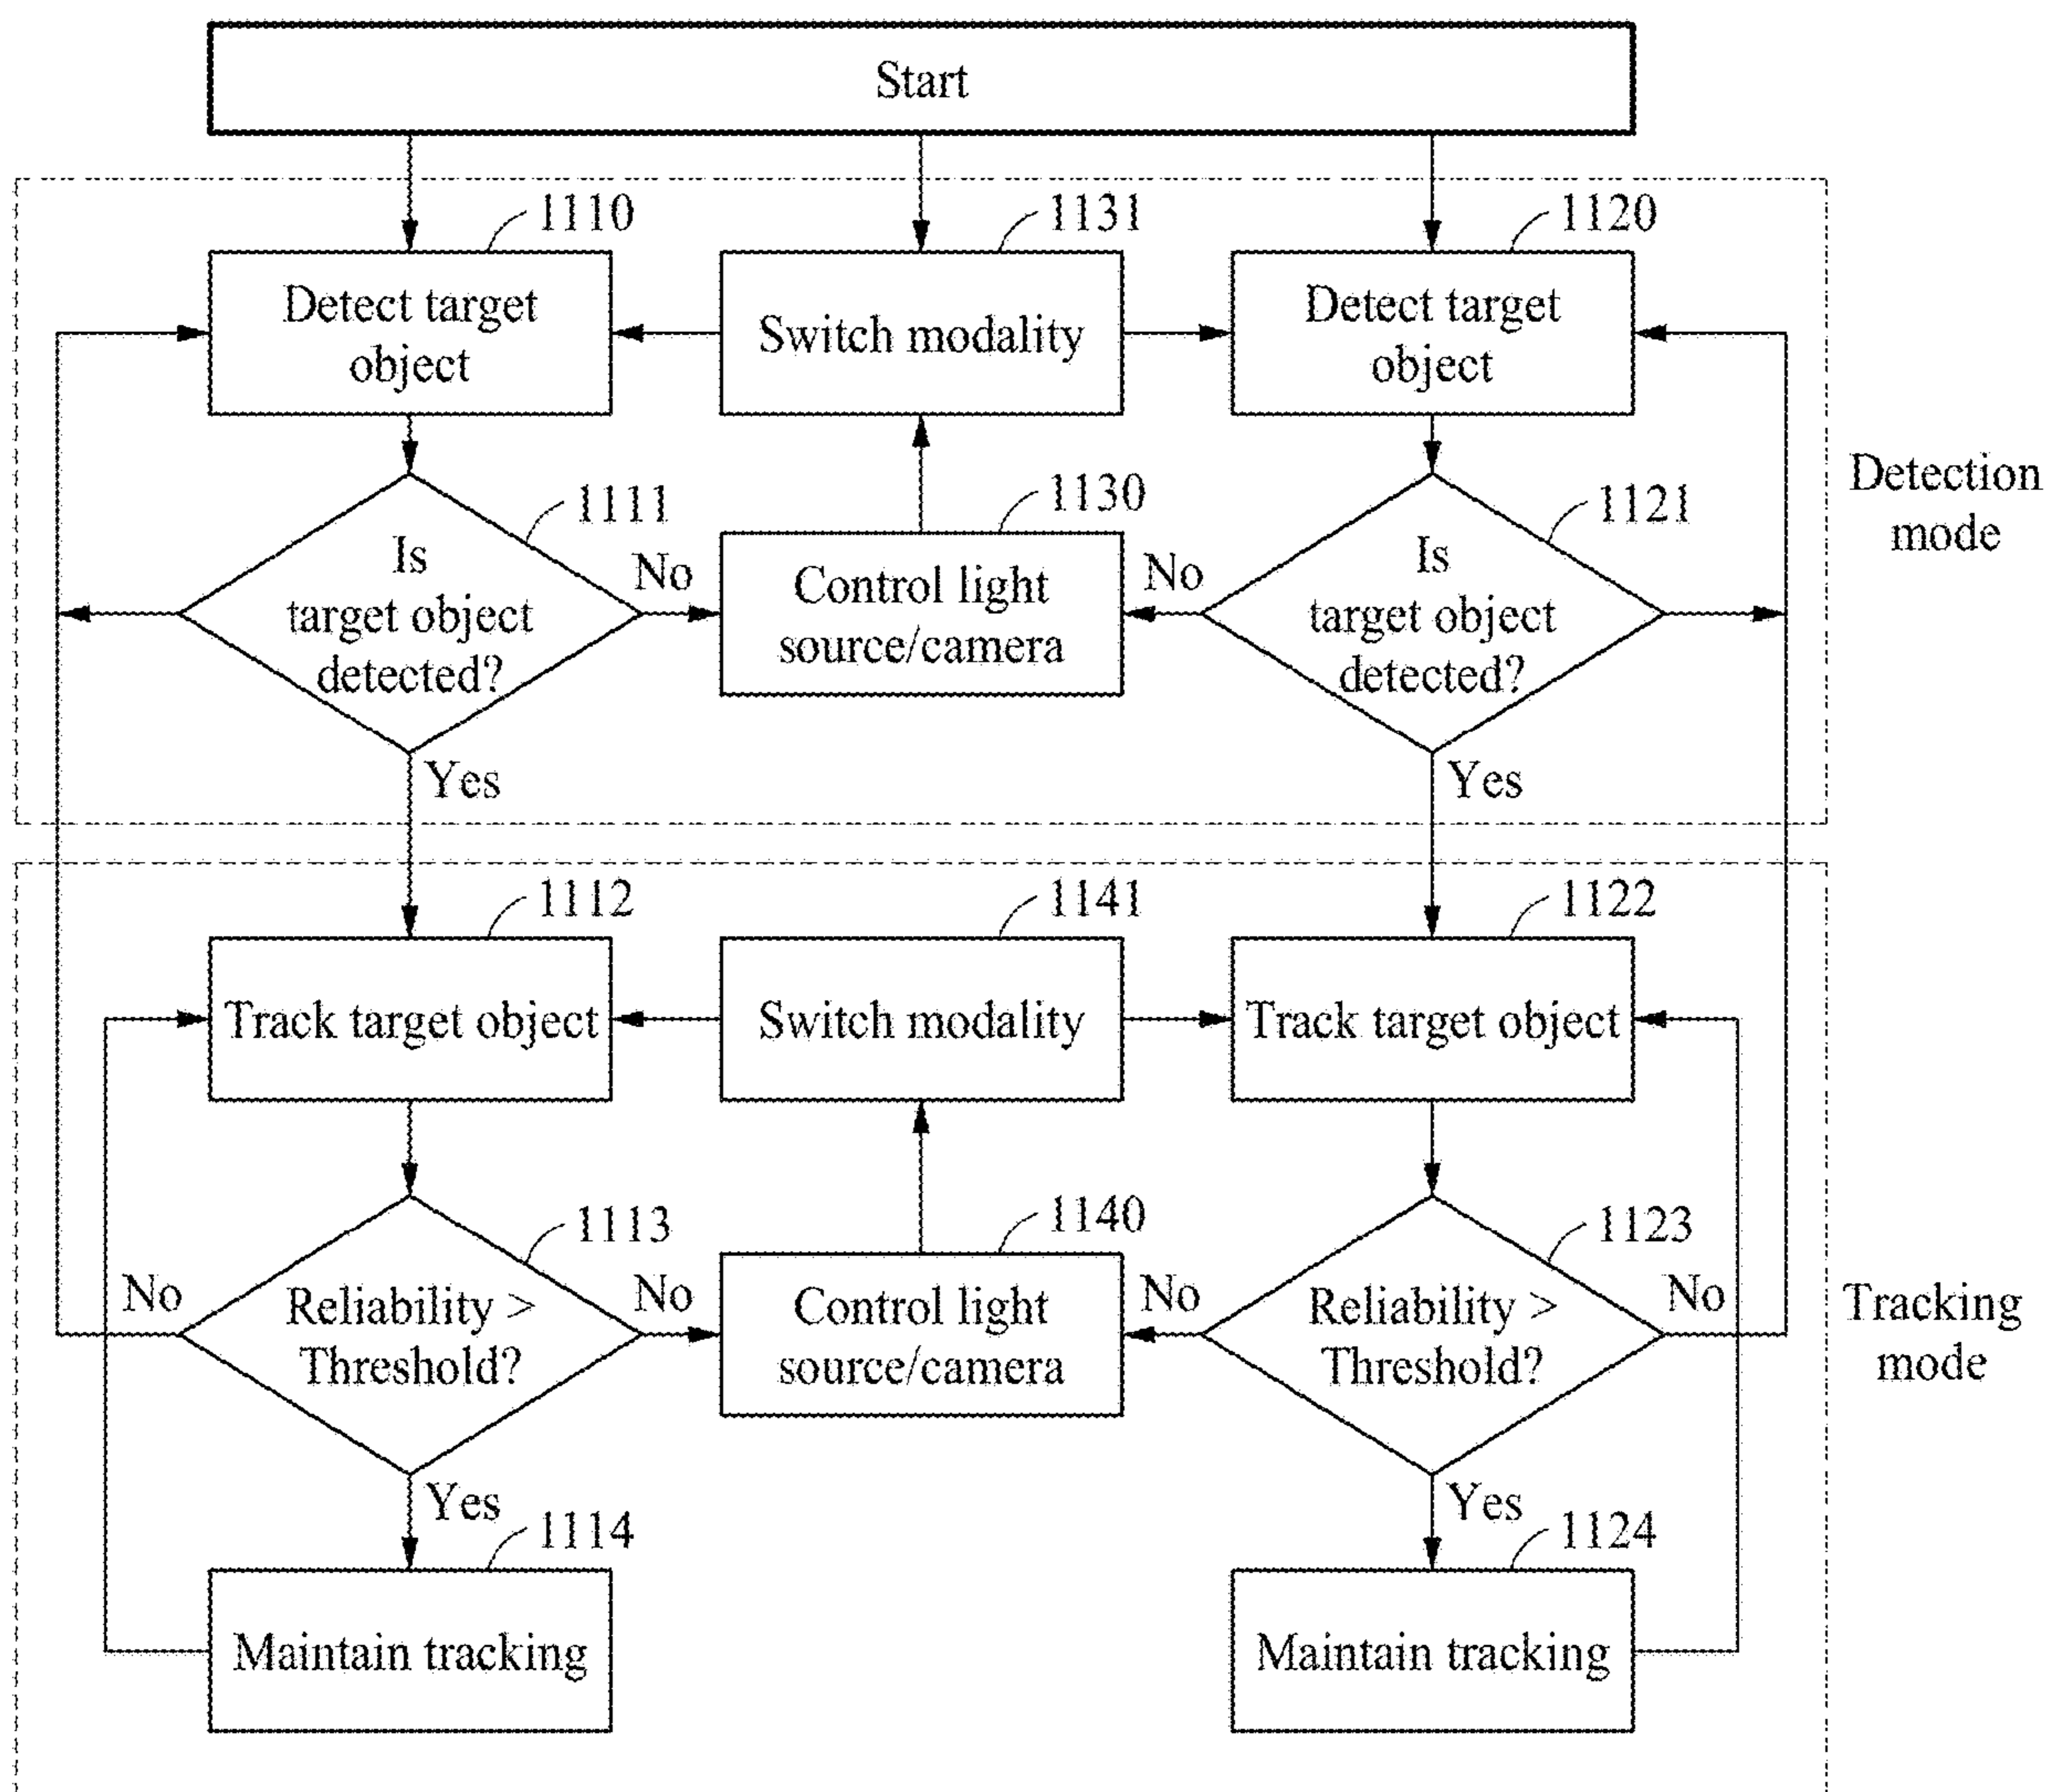 Start
1110
1131
1120
Detect target
object
Switch modality
Detect target
object
1111
1130
1121
Is
target object
detected?
No
Control light
source/camera
No
Is
target object
detected?
Detection
mode
Yes
Yes
1112
1141
1122
Track target object
Switch modality
Track target object
1113
1140
1123
No
Reliability >
Threshold?
No
Control light
source/camera
No
Reliability >
Threshold?
No
Tracking
mode
Yes
Yes
1114
1124
Maintain tracking
Maintain tracking